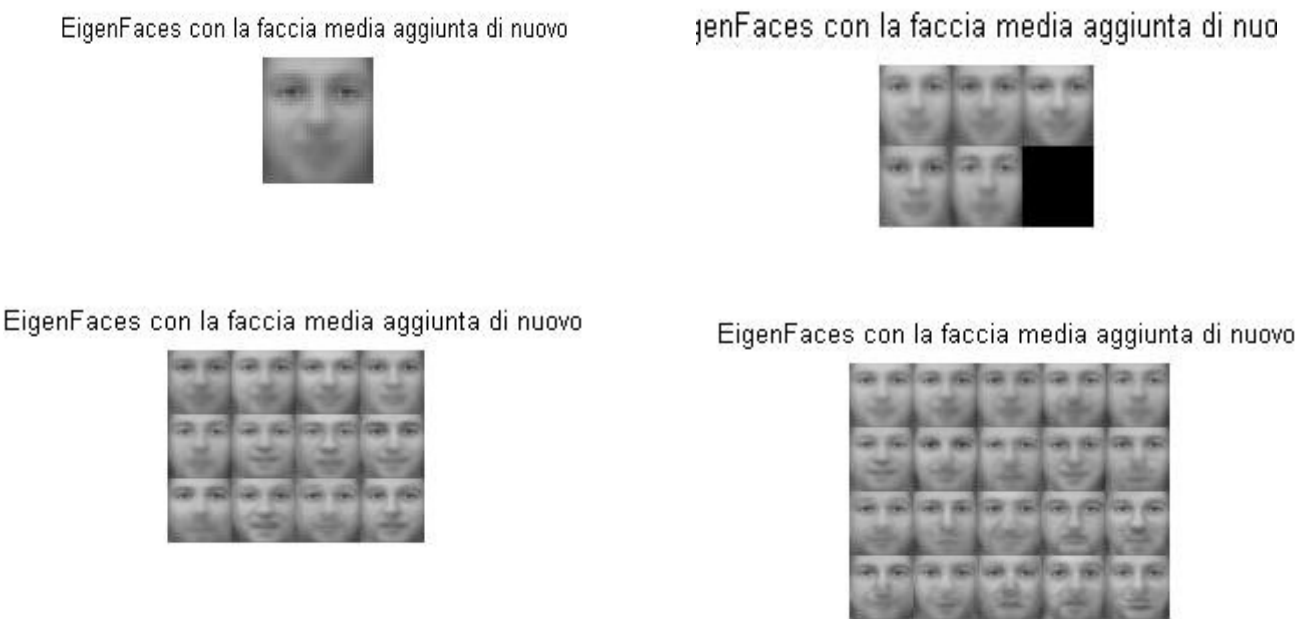 EigenFaces con la faccia media aggiunta di nuovo
genFaces con la faccia media aggiunta di nuo
EigenFaces con la faccia media aggiunta di nuovo
EigenFaces con la faccia media aggiunta di nuovo